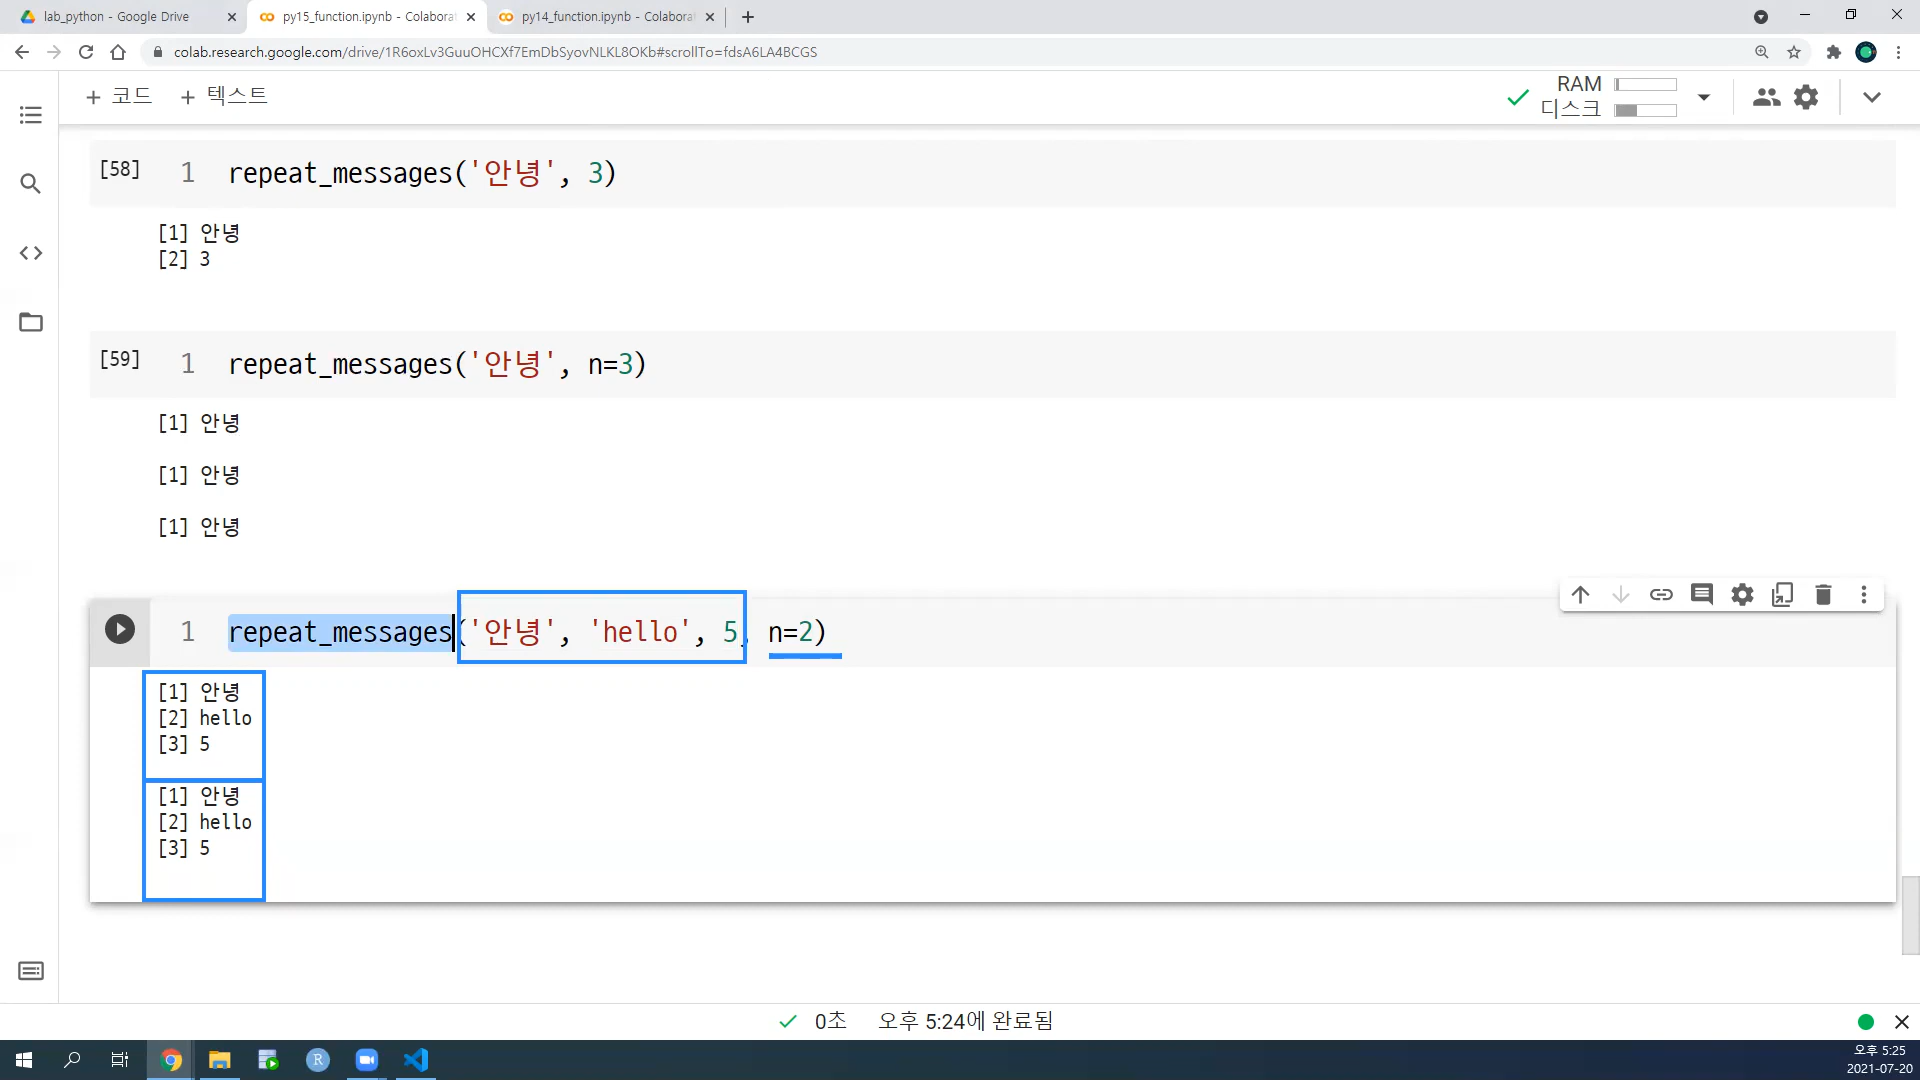 lab_python - Google Drive
py15_function.ipynb - Colabora
py14_function.ipynb - Colabora
colab.research.google.com/drive/1R6oxLv3GuuOHCXf7EmDbSyovNLKL8OKb#scrollTo=fdsA6LA4BCGS
+ 코드 + 텍스트
RAM
디스크
[58] 1 repeat_messages('안녕', 3)
[1] 안녕
[2] 3
[59] 1 repeat_messages('안녕', n=3)
[1] 안녕
[1] 안녕
[1] 안녕
1 repeat_messages('안녕', 'hello', 5, n=2)
[1] 안녕
[2] hello
[3] 5
[1] 안녕
[2] hello
[3] 5
0초 오후 5:24에 완료됨
R
오후 5:25
2021-07-20